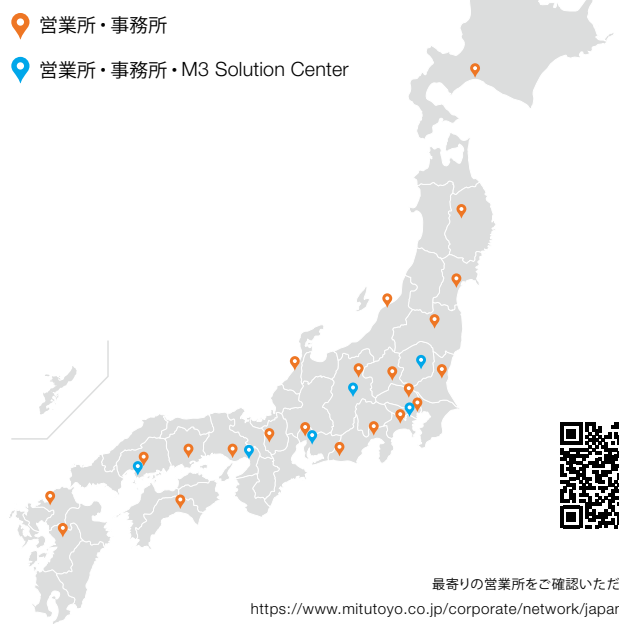 営業所・事務所
営業所・事務所・M3 Solution Center
最寄りの営業所をご確認いただ
https://www.mitutoyo.co.jp/corporate/network/japan